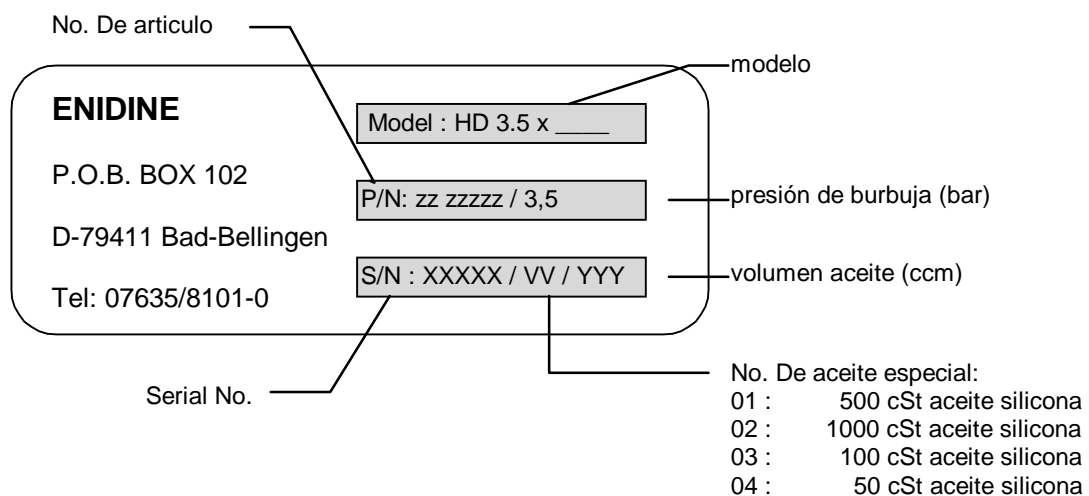 No. De articulo
modelo
ENIDINE
Model : HD 3.5 x ____
P.O.B. BOX 102
P/N: zz zzzzz / 3,5
presión de burbuja (bar)
D-79411 Bad-Bellingen
S/N : XXXXX / VV / YYY
volumen aceite (ccm)
Tel: 07635/8101-0
Serial No.
No. De aceite especial:
01 : 500 cSt aceite silicona
02 : 1000 cSt aceite silicona
03 : 100 cSt aceite silicona
04 : 50 cSt aceite silicona